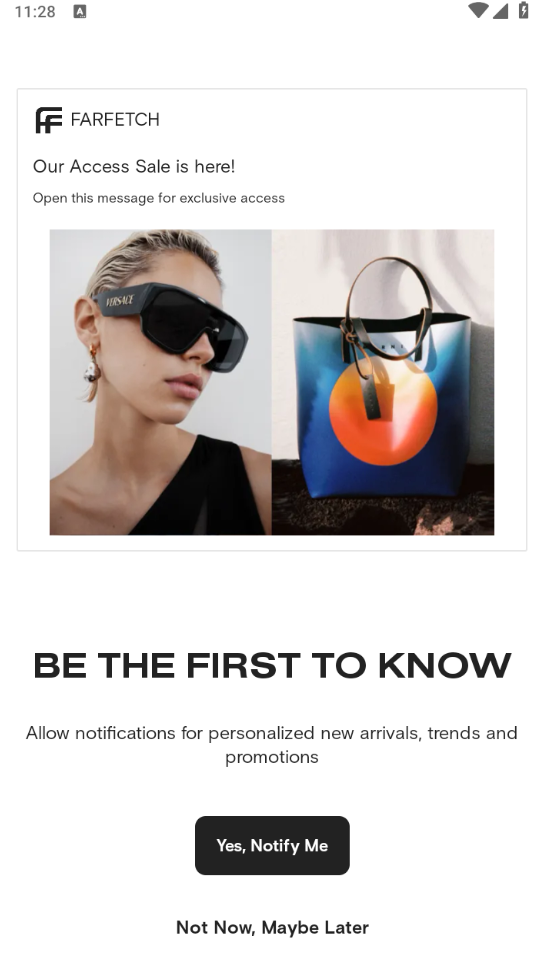 11:28
FARFETCH
Our Access Sale is here!
Open this message for exclusive access
VERSACE
BE THE FIRST TO KNOW
Allow notifications for personalized new arrivals, trends and
promotions
Yes, Notify Me
Not Now, Maybe Later